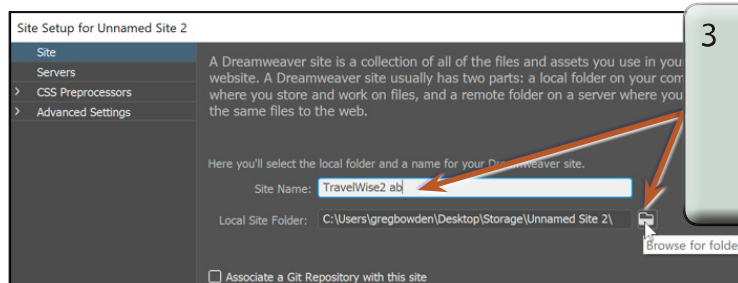 Site Setup for Unnamed Site 2
Site
Servers
> CSS Preprocessors
> Advanced Settings
A Dreamweaver site is a collection of all of the files and assets you use in your
website. A Dreamweaver site usually has two parts: a local folder on your
where you store and work on files, and a remote folder on a server where you
the same files to the web.
Here you'll select the local folder and a name for your Dreamweaver site.
Site Name: TravelWise2 ab
Local Site Folder: C:\Users\gregbowden\Desktop\Storage\Unnamed Site 2\
Browse for folde
Associate a Git Repository with this site
3